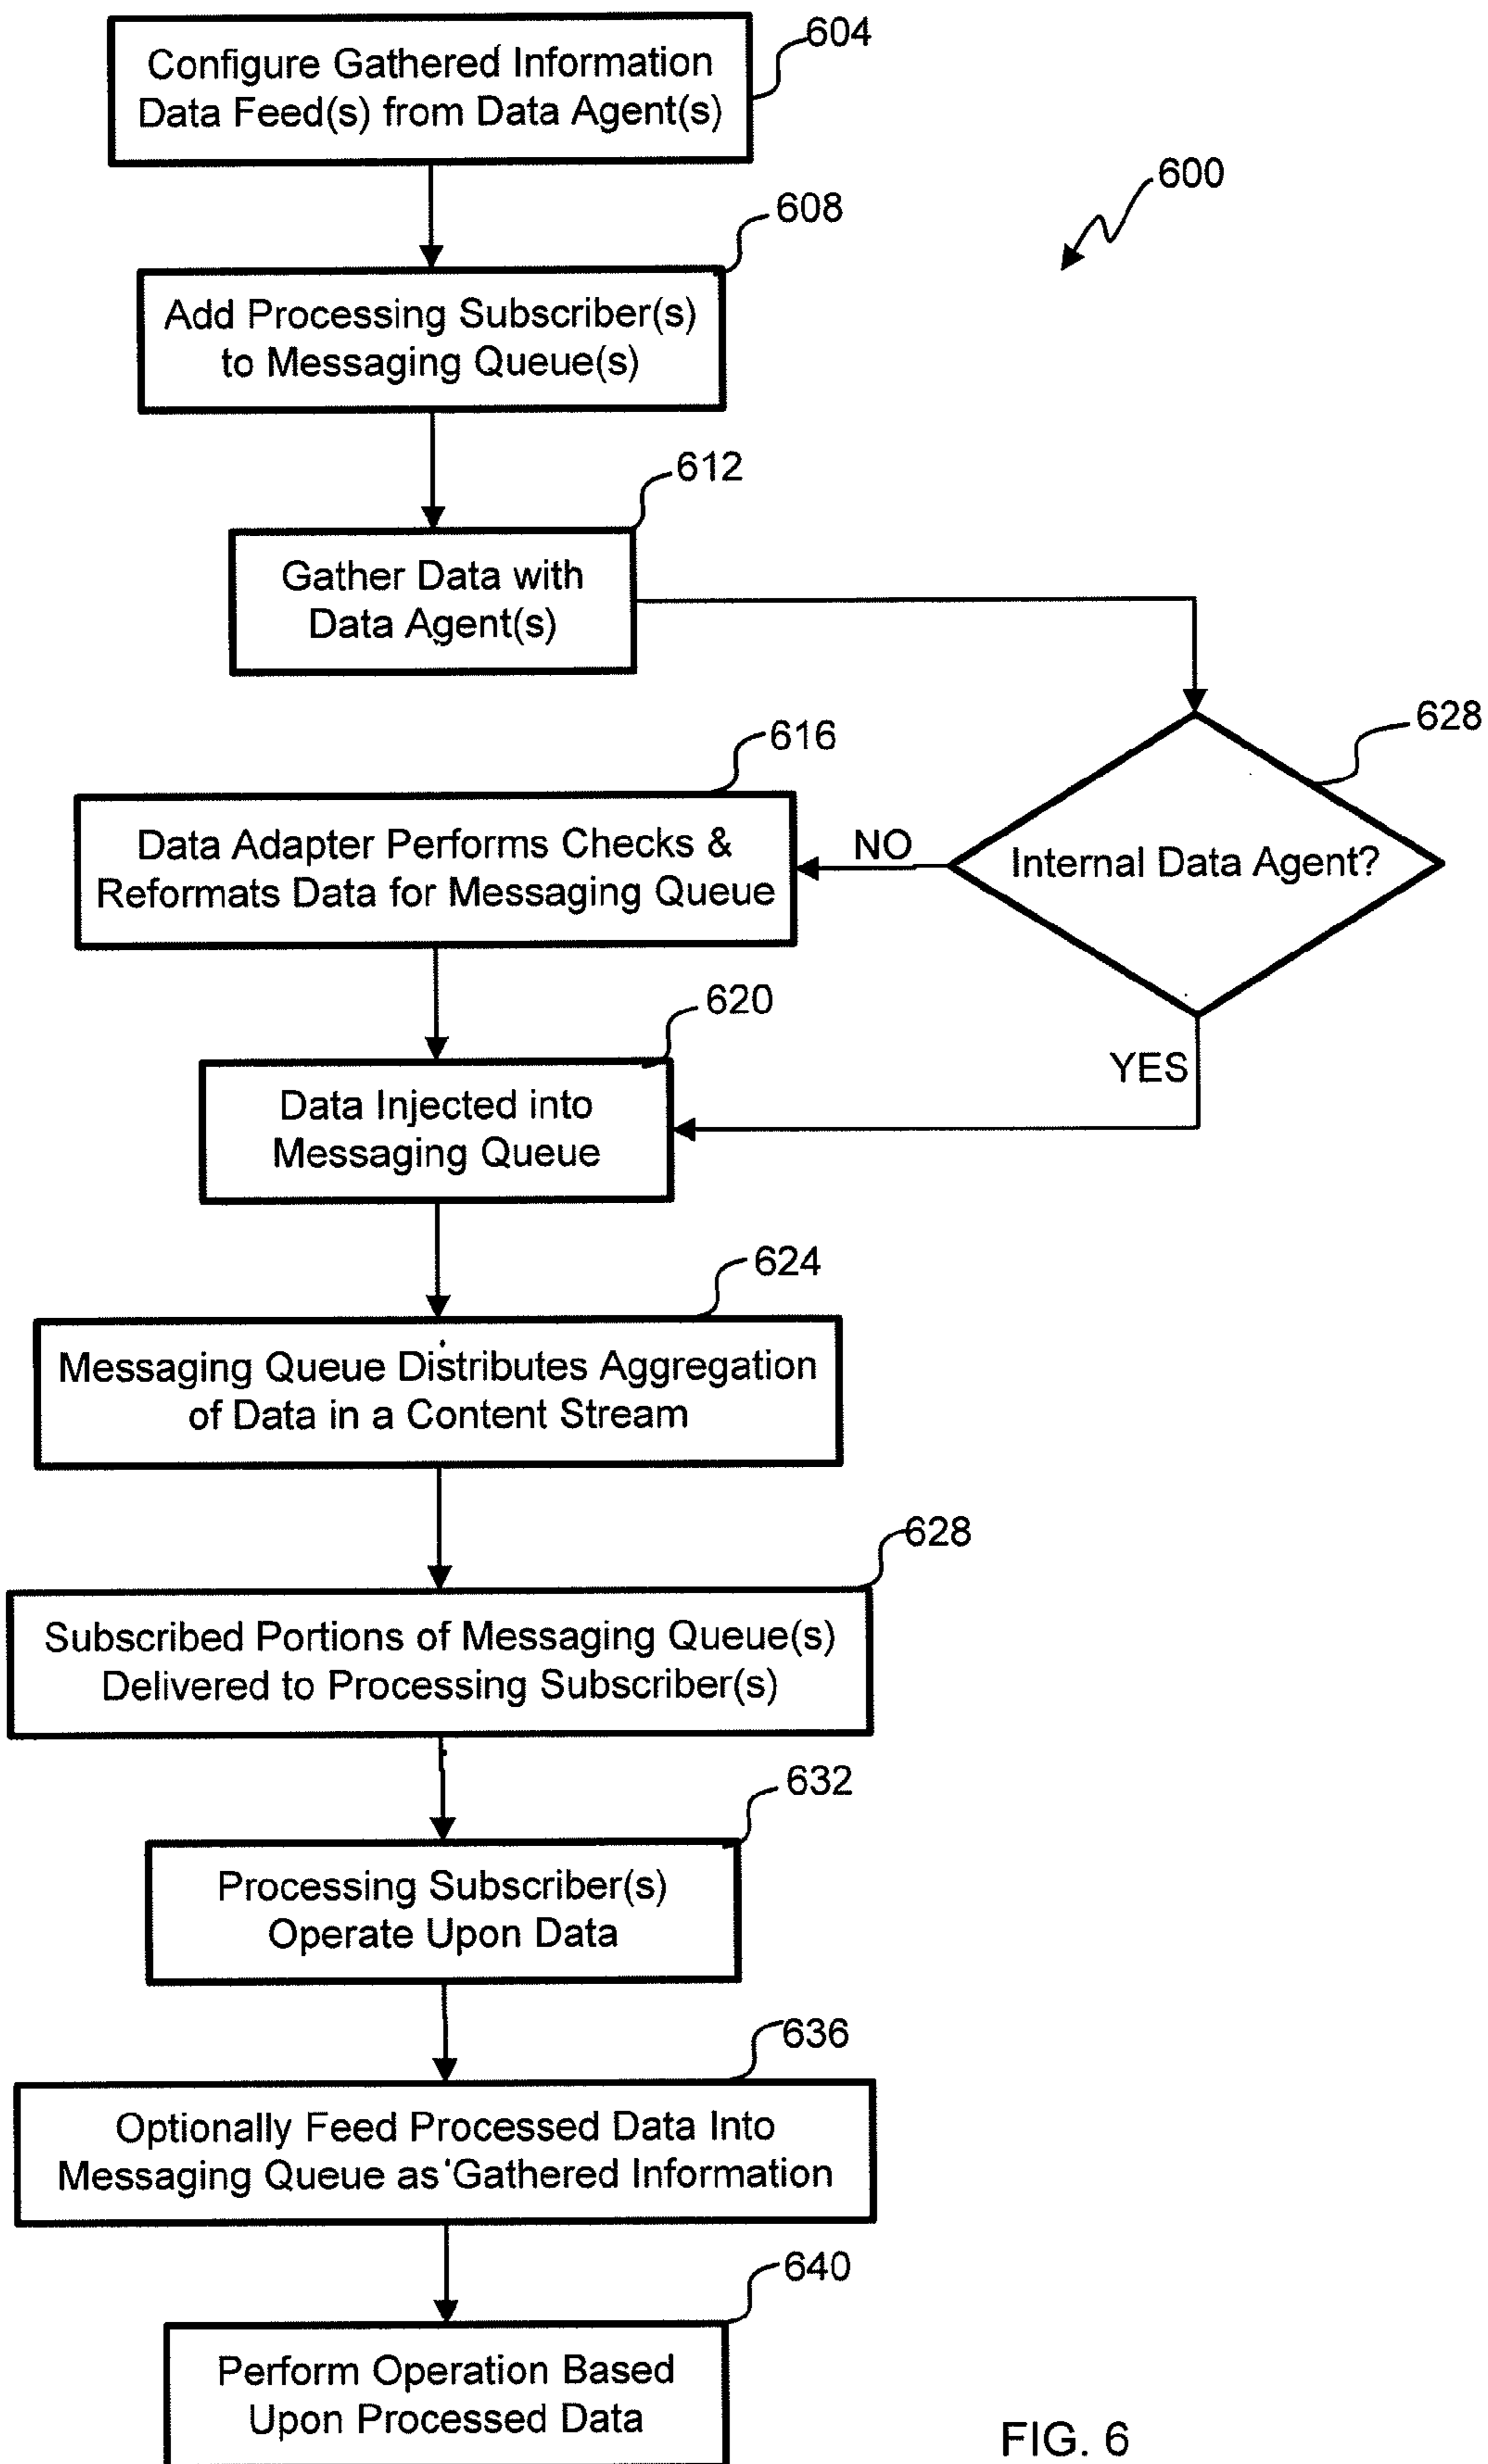 604
Configure Gathered Information
Data Feed(s) from Data Agent(s)
600
608
Add Processing Subscriber(s)
to Messaging Queue(s)
612
Gather Data with
Data Agent(s)
628
Internal Data Agent?
NO
YES
616
Data Adapter Performs Checks &
Reformats Data for Messaging Queue
620
Data Injected into
Messaging Queue
624
Messaging Queue Distributes Aggregation
of Data in a Content Stream
628
Subscribed Portions of Messaging Queue(s)
Delivered to Processing Subscriber(s)
632
Processing Subscriber(s)
Operate Upon Data
636
Optionally Feed Processed Data Into
Messaging Queue as Gathered Information
640
Perform Operation Based
Upon Processed Data
FIG. 6